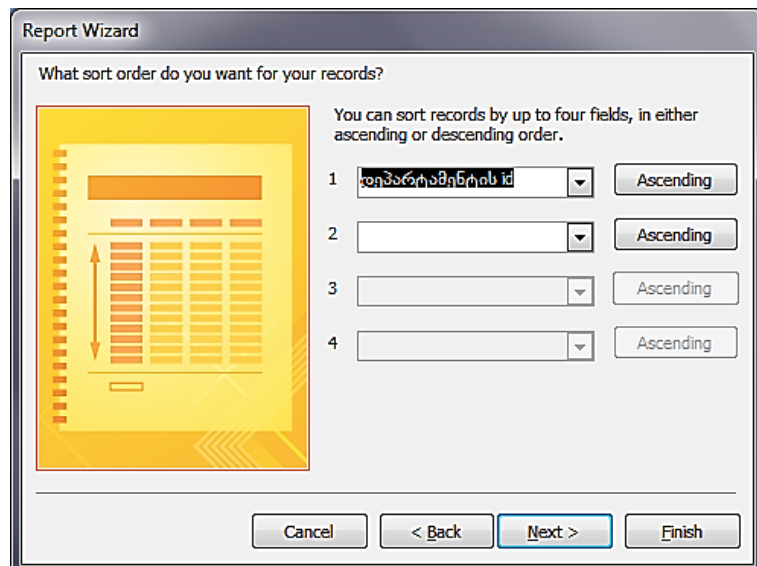 Report Wizard
What sort order do you want for your records?
You can sort records by up to four fields, in either
ascending or descending order.
1 დეპარტამენტის id Ascending
2 Ascending
3 Ascending
4 Ascending
Cancel < Back Next > Finish